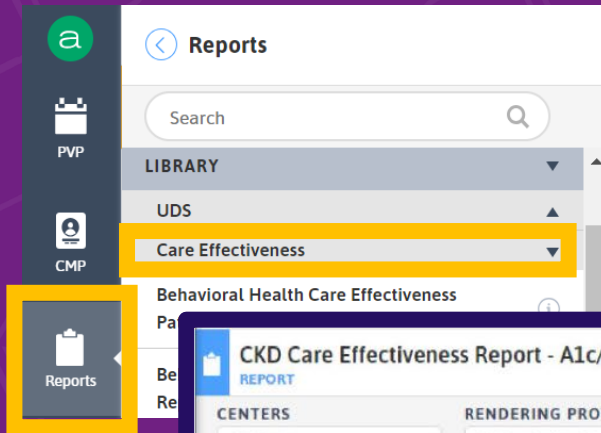 a
Reports
Search
PVP
LIBRARY
UDS
Care Effectiveness
CMP
Behavioral Health Care Effectiveness
CKD Care Effectiveness Report - A1c/
REPORT
Reports
CENTERS
RENDERING